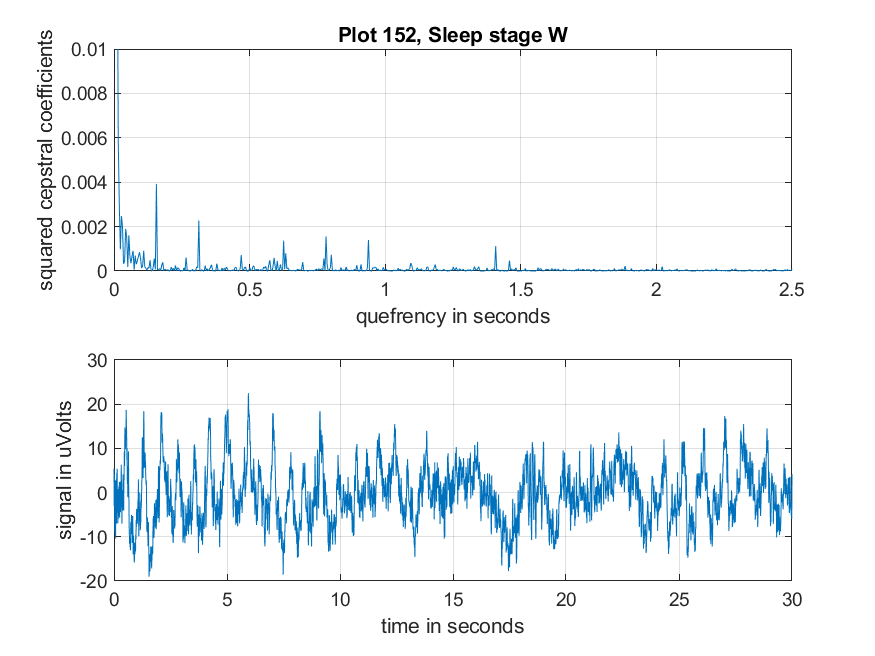 Plot 152, Sleep stage W
squared cepstral coefficients
0.01
0.008
0.006
0.004
0.002
0
0 0.5 1 1.5 2 2.5
quefrency in seconds
signal in uVolts
30
20
10
0
-10
-20
0 5 10 15 20 25 30
time in seconds